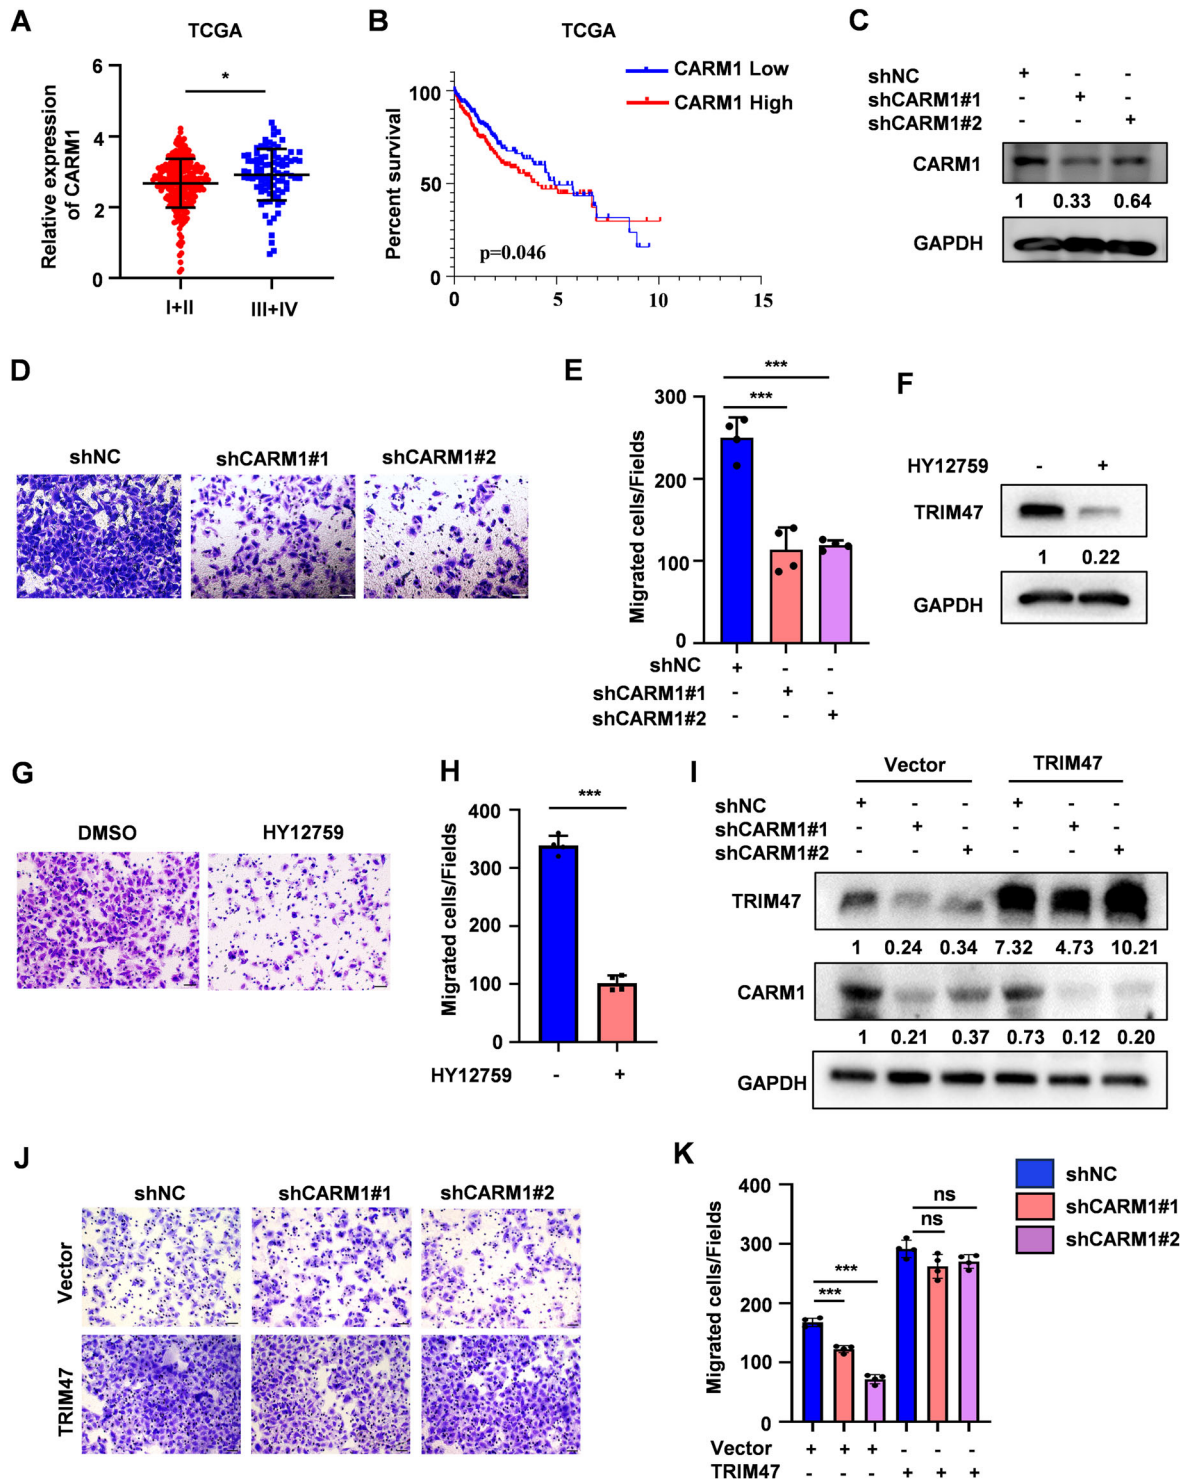 A
TCGA
Relative expression
of CARM1
6
4
2
0
*
I+II
III+IV
B
TCGA
CARM1 Low
CARM1 High
Percent survival
100
50
0
p=0.046
0
5
10
15
C
shNC + - -
shCARM1#1 - + -
shCARM1#2 - - +
CARM1
1 0.33 0.64
GAPDH
D
shNC
shCARM1#1
shCARM1#2
E
Migrated cells/Fields
300
200
100
0
***
***
shNC + - -
shCARM1#1 - + -
shCARM1#2 - - +
F
HY12759 - +
TRIM47
1 0.22
GAPDH
G
DMSO
HY12759
H
Migrated cells/Fields
400
300
200
100
0
***
HY12759 - +
I
Vector
TRIM47
shNC + - - + - -
shCARM1#1 - + - - + -
shCARM1#2 - - + - - +
TRIM47
1 0.24 0.34 7.32 4.73 10.21
CARM1
1 0.21 0.37 0.73 0.12 0.20
GAPDH
J
shNC
shCARM1#1
shCARM1#2
Vector
TRIM47
K
Migrated cells/Fields
400
300
200
100
0
***
***
ns
ns
shNC
shCARM1#1
shCARM1#2
Vector + + + - - -
TRIM47 - - - + + +